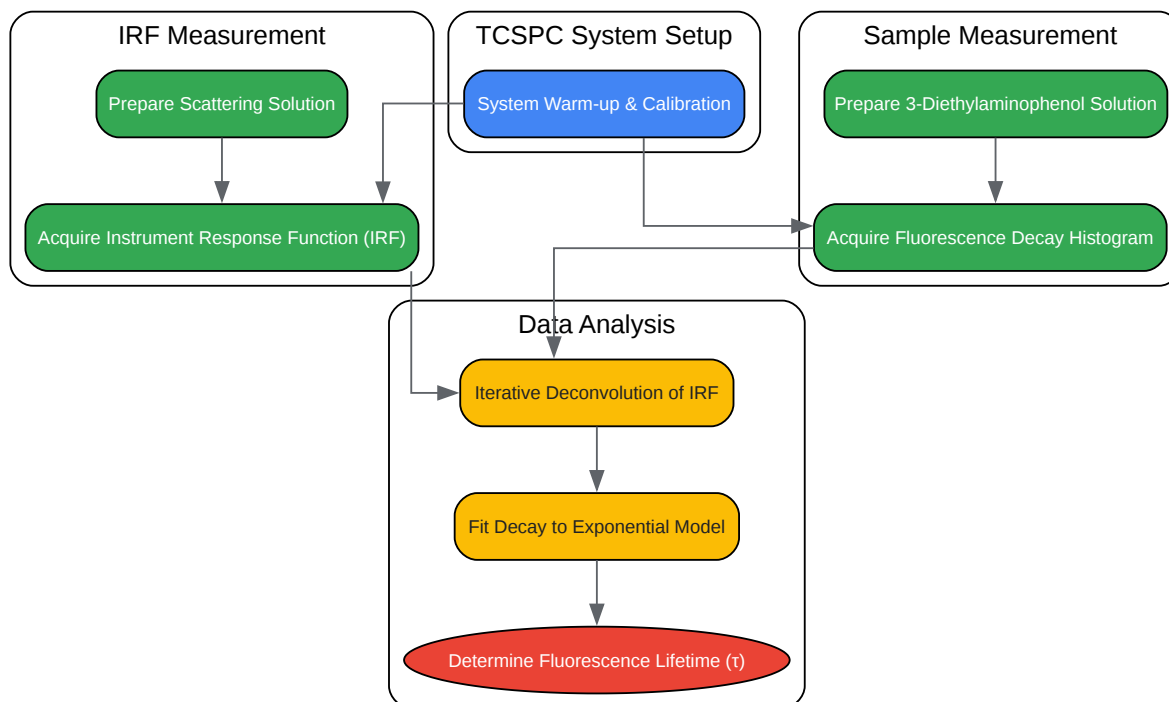 IRF Measurement
Prepare Scattering Solution
Acquire Instrument Response Function (IRF)
TCSPC System Setup
System Warm-up & Calibration
Sample Measurement
Prepare 3-Diethylaminophenol Solution
Acquire Fluorescence Decay Histogram
Data Analysis
Iterative Deconvolution of IRF
Fit Decay to Exponential Model
Determine Fluorescence Lifetime (τ)